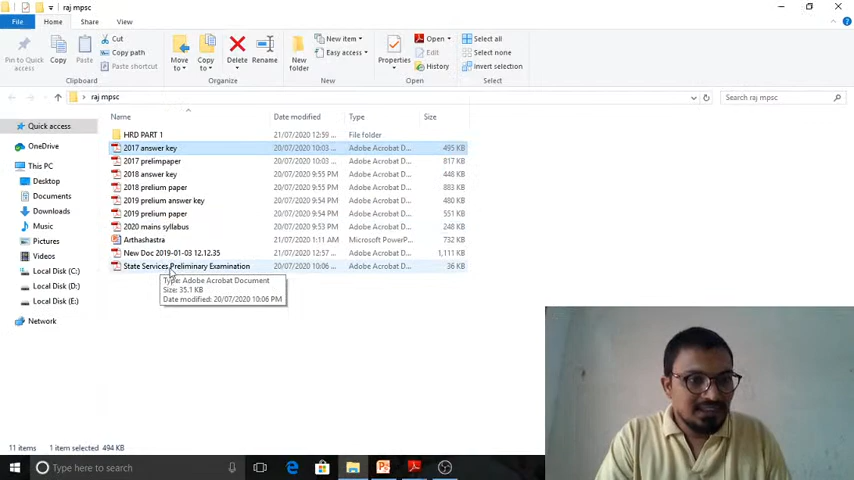 raj mpsc
File
Home
Share
View
Pin to Quick access
Copy
Paste
Cut
Copy path
Paste shortcut
Clipboard
Move to
Copy to
Delete
Rename
Organize
New folder
New item
Easy access
New
Properties
Open
Edit
History
Open
Select all
Select none
Invert selection
Select
raj mpsc
Search raj mpsc
Name
Date modified
Type
Size
Quick access
OneDrive
This PC
Desktop
Documents
Downloads
Music
Pictures
Videos
Local Disk (C:)
Local Disk (D:)
Local Disk (E:)
Network
HRD PART 1 21/07/2020 12:59 ... File folder
2017 answer key 20/07/2020 10:03 ... Adobe Acrobat D... 495 KB
2017 prelimpaper 20/07/2020 10:03 ... Adobe Acrobat D... 817 KB
2018 answer key 20/07/2020 9:55 PM Adobe Acrobat D... 448 KB
2018 prelium paper 20/07/2020 9:55 PM Adobe Acrobat D... 883 KB
2019 prelium answer key 20/07/2020 9:54 PM Adobe Acrobat D... 480 KB
2019 prelium paper 20/07/2020 9:54 PM Adobe Acrobat D... 551 KB
2020 mains syllabus 20/07/2020 9:53 PM Adobe Acrobat D... 248 KB
Arthashastra 21/07/2020 1:11 AM Microsoft PowerP... 732 KB
New Doc 2019-01-03 12.12.35 21/07/2020 12:57 ... Adobe Acrobat D... 1,111 KB
State Services Preliminary Examination 20/07/2020 10:06 ... Adobe Acrobat D... 36 KB
Type: Adobe Acrobat Document
Size: 35.1 KB
Date modified: 20/07/2020 10:06 PM
11 items 1 item selected 494 KB
Type here to search